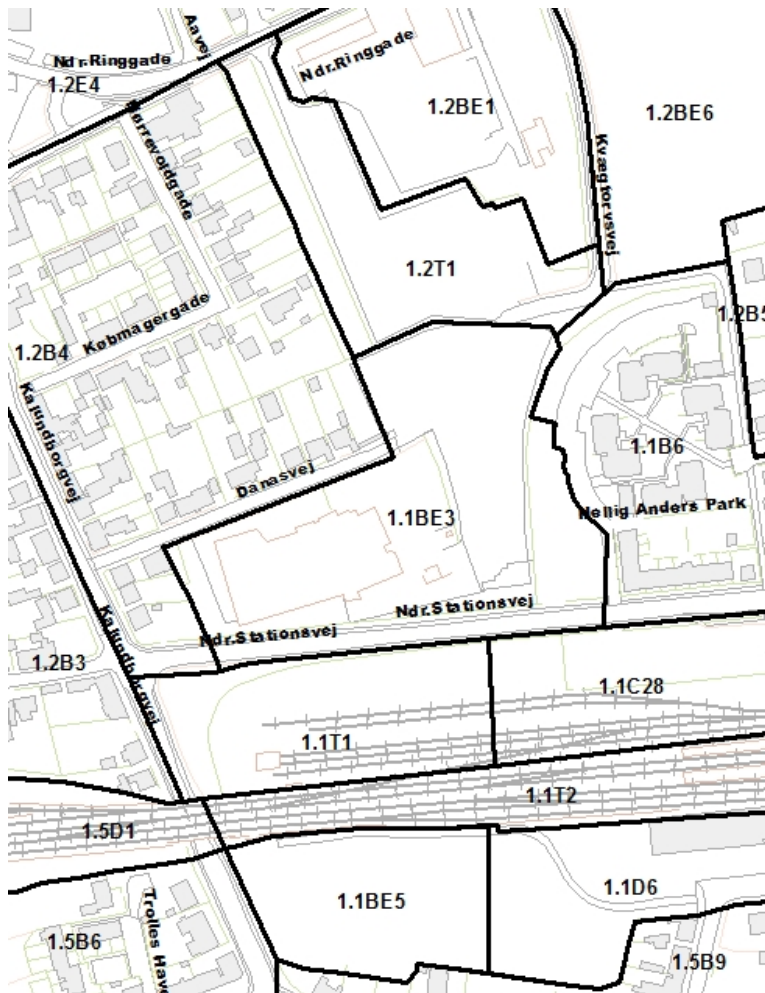 Aavej
Ndr.Ringgade
Ndr.Ringgade
1.2E4
1.2BE1
1.2BE6
Nørrevoldgade
Kvægtorvsvej
1.2T1
Købmagergade
1.2B4
1.2B5
Kalundborgvej
1.1B6
Danasvej
Hellig Anders Park
1.1BE3
Ndr.Stationsvej
Ndr.Stationsvej
Kalundborgvej
1.2B3
1.1C28
1.1T1
1.1T2
1.5D1
1.1D6
1.1BE5
Trolles Have
1.5B6
1.5B9